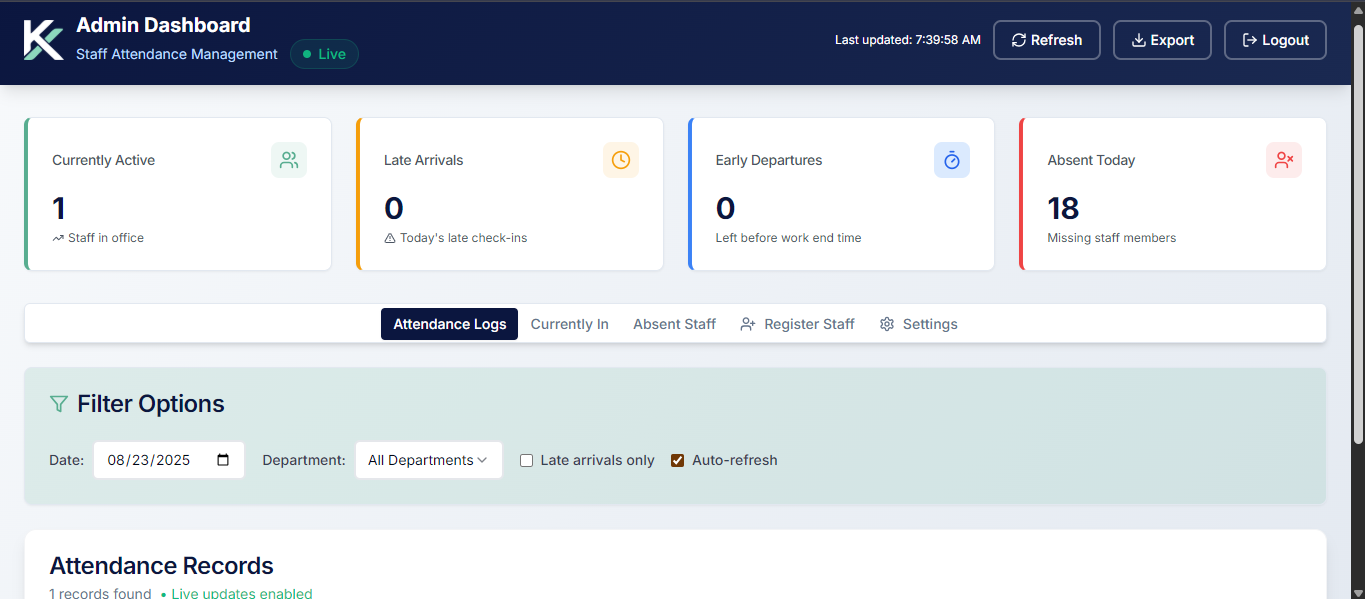 Admin Dashboard
Staff Attendance Management
Live
Last updated: 7:39:58 AM
Refresh
Export
Logout
Currently Active
1
Staff in office
Late Arrivals
0
Today's late check-ins
Early Departures
0
Left before work end time
Absent Today
18
Missing staff members
Attendance Logs
Currently In
Absent Staff
Register Staff
Settings
Filter Options
Date: 08/23/2025 Department: All Departments Late arrivals only Auto-refresh
Attendance Records
1 records found • Live updates enabled